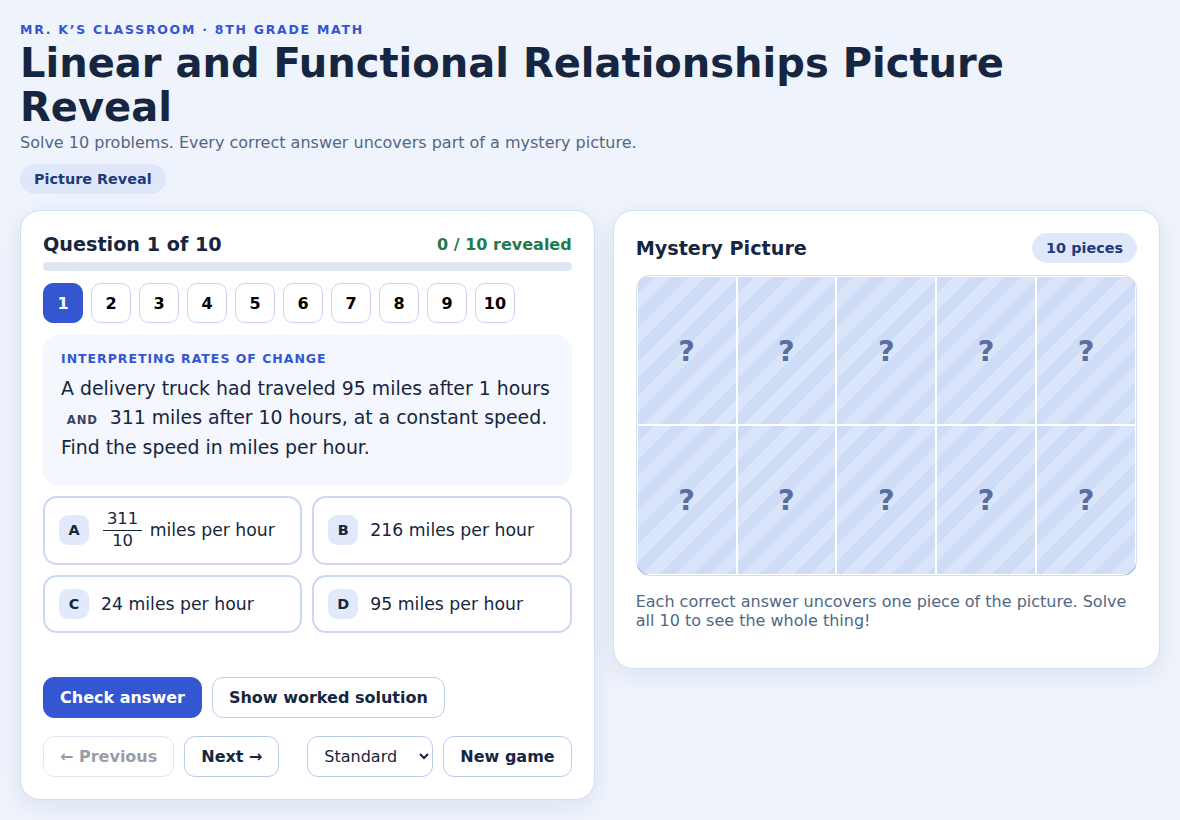 MR. K’S CLASSROOM · 8TH GRADE MATH
Linear and Functional Relationships Picture
Reveal
Solve 10 problems. Every correct answer uncovers part of a mystery picture.
Picture Reveal
Question 1 of 10
0 / 10 revealed
1 2 3 4 5 6 7 8 9 10
INTERPRETING RATES OF CHANGE
A delivery truck had traveled 95 miles after 1 hours
AND 311 miles after 10 hours, at a constant speed.
Find the speed in miles per hour.
A 311/10 miles per hour
B 216 miles per hour
C 24 miles per hour
D 95 miles per hour
Check answer
Show worked solution
← Previous
Next →
Standard
New game
Mystery Picture
10 pieces
? ? ? ? ?
? ? ? ? ?
Each correct answer uncovers one piece of the picture. Solve
all 10 to see the whole thing!